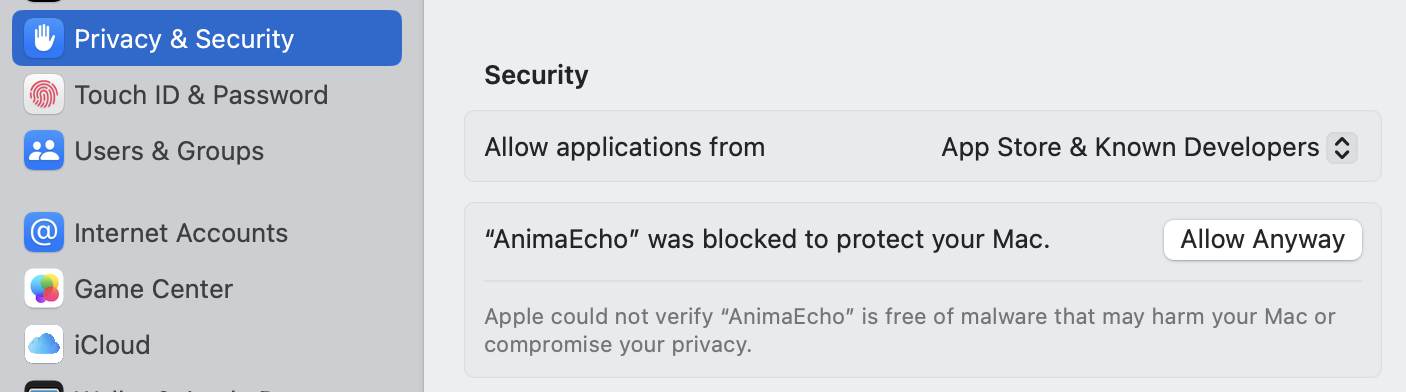 Privacy & Security
Touch ID & Password
Users & Groups
Internet Accounts
Game Center
iCloud
Security
Allow applications from App Store & Known Developers
“AnimaEcho” was blocked to protect your Mac. Allow Anyway
Apple could not verify “AnimaEcho” is free of malware that may harm your Mac or
compromise your privacy.